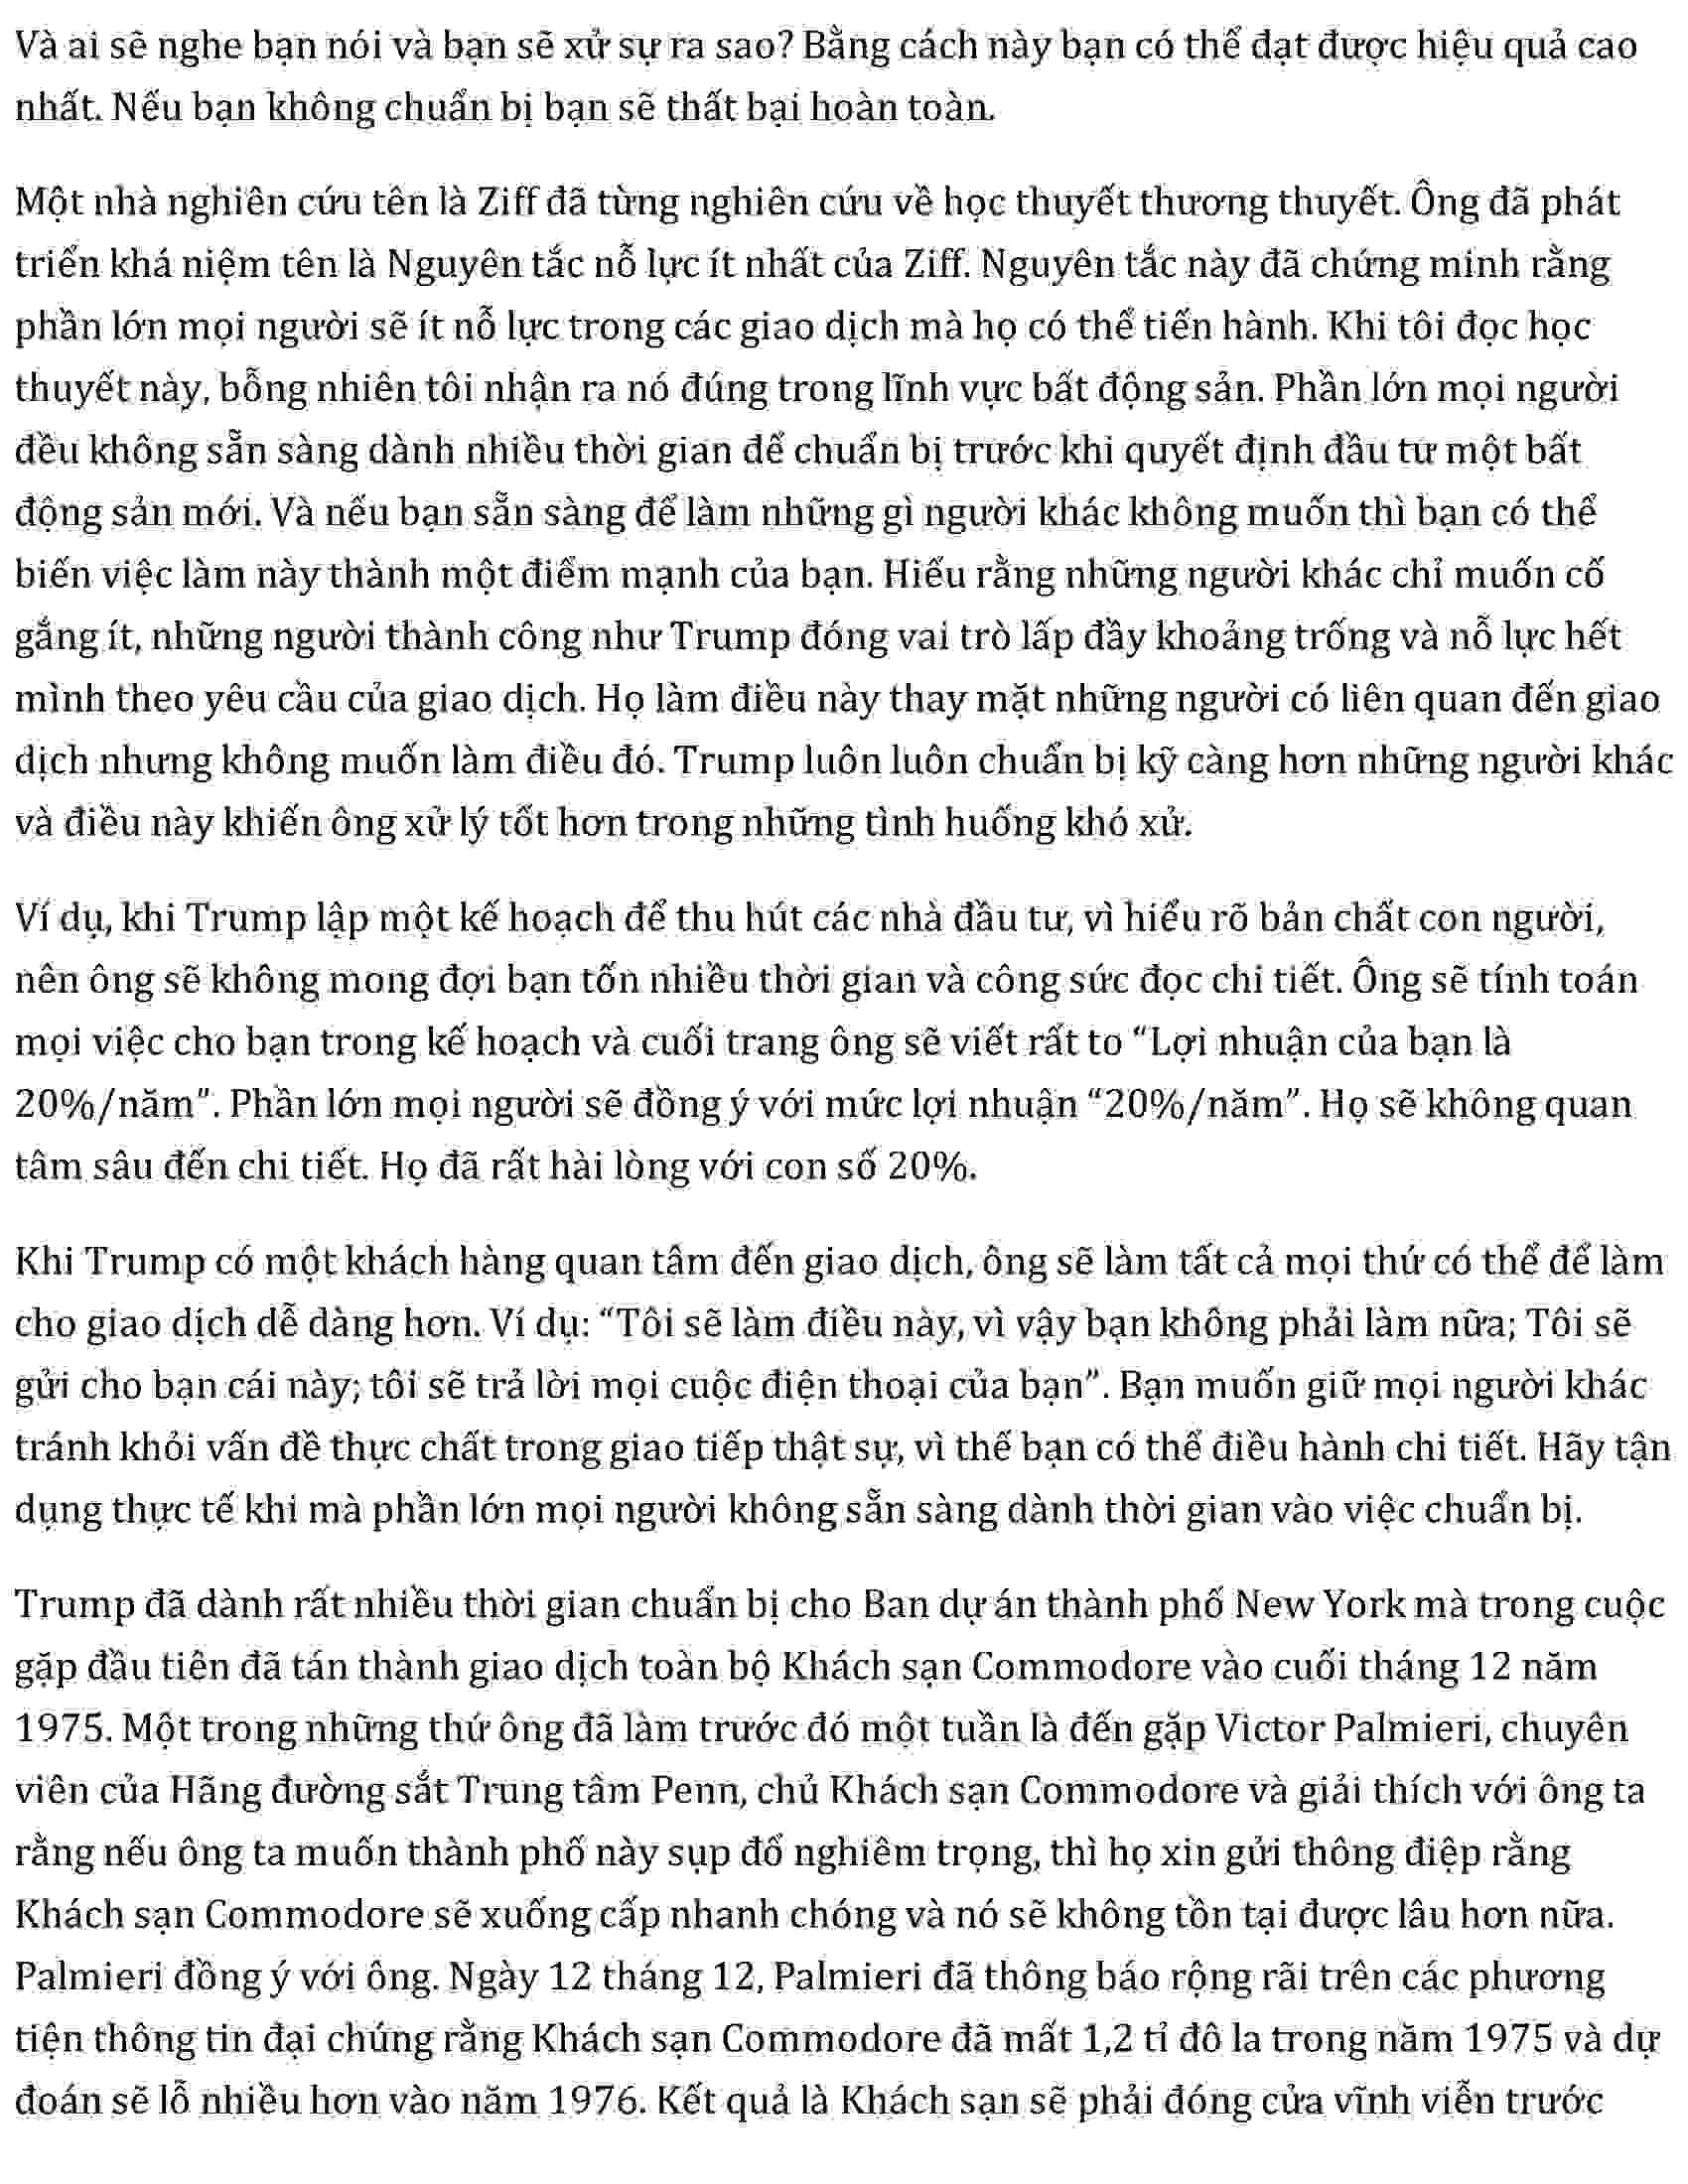 Và ai sẽ nghe bạn nói và bạn sẽ xử sự ra sao? Bằng cách này bạn có thể đạt được hiệu quả cao
nhất. Nếu bạn không chuẩn bị bạn sẽ thất bại hoàn toàn.
Một nhà nghiên cứu tên là Ziff đã từng nghiên cứu về học thuyết thương thuyết. Ông đã phát
triển khá niệm tên là Nguyên tắc nỗ lực ít nhất của Ziff. Nguyên tắc này đã chứng minh rằng
phần lớn mọi người sẽ ít nỗ lực trong các giao dịch mà họ có thể tiến hành. Khi tôi đọc học
thuyết này, bỗng nhiên tôi nhận ra nó đúng trong lĩnh vực bất động sản. Phần lớn mọi người
đều không sẵn sàng dành nhiều thời gian để chuẩn bị trước khi quyết định đầu tư một bất
động sản mới. Và nếu bạn sẵn sàng để làm những gì người khác không muốn thì bạn có thể
biến việc làm này thành một điểm mạnh của bạn. Hiểu rằng những người khác chỉ muốn cố
gắng ít, những người thành công như Trump đóng vai trò lấp đầy khoảng trống và nỗ lực hết
mình theo yêu cầu của giao dịch. Họ làm điều này thay mặt những người có liên quan đến giao
dịch nhưng không muốn làm điều đó. Trump luôn luôn chuẩn bị kỹ càng hơn những người khác
và điều này khiến ông xử lý tốt hơn trong những tình huống khó xử.
Ví dụ, khi Trump lập một kế hoạch để thu hút các nhà đầu tư, vì hiểu rõ bản chất con người,
nên ông sẽ không mong đợi bạn tốn nhiều thời gian và công sức đọc chi tiết. Ông sẽ tính toán
mọi việc cho bạn trong kế hoạch và cuối trang ông sẽ viết rất to “Lợi nhuận của bạn là
20%/năm”. Phần lớn mọi người sẽ đồng ý với mức lợi nhuận “20%/năm”. Họ sẽ không quan
tâm sâu đến chi tiết. Họ đã rất hài lòng với con số 20%.
Khi Trump có một khách hàng quan tâm đến giao dịch, ông sẽ làm tất cả mọi thứ có thể để làm
cho giao dịch dễ dàng hơn. Ví dụ: “Tôi sẽ làm điều này, vì vậy bạn không phải làm nữa; Tôi sẽ
gửi cho bạn cái này; tôi sẽ trả lời mọi cuộc điện thoại của bạn”. Bạn muốn giữ mọi người khác
tránh khỏi vấn đề thực chất trong giao tiếp thật sự, vì thế bạn có thể điều hành chi tiết. Hãy tận
dụng thực tế khi mà phần lớn mọi người không sẵn sàng dành thời gian vào việc chuẩn bị.
Trump đã dành rất nhiều thời gian chuẩn bị cho Ban dự án thành phố New York mà trong cuộc
gặp đầu tiên đã tán thành giao dịch toàn bộ Khách sạn Commodore vào cuối tháng 12 năm
1975. Một trong những thứ ông đã làm trước đó một tuần là đến gặp Victor Palmieri, chuyên
viên của Hãng đường sắt Trung tâm Penn, chủ Khách sạn Commodore và giải thích với ông ta
rằng nếu ông ta muốn thành phố này sụp đổ nghiêm trọng, thì họ xin gửi thông điệp rằng
Khách sạn Commodore sẽ xuống cấp nhanh chóng và nó sẽ không tồn tại được lâu hơn nữa.
Palmieri đồng ý với ông. Ngày 12 tháng 12, Palmieri đã thông báo rộng rãi trên các phương
tiện thông tin đại chúng rằng Khách sạn Commodore đã mất 1,2 tỉ đô la trong năm 1975 và dự
đoán sẽ lỗ nhiều hơn vào năm 1976. Kết quả là Khách sạn sẽ phải đóng cửa vĩnh viễn trước